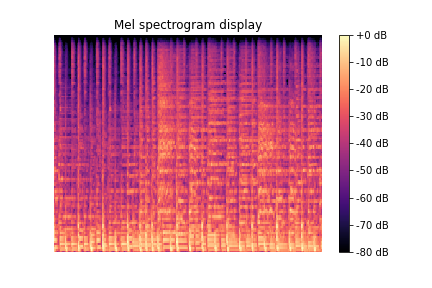 Mel spectrogram display
+0 dB
-10 dB
-20 dB
-30 dB
-40 dB
-50 dB
-60 dB
-70 dB
-80 dB